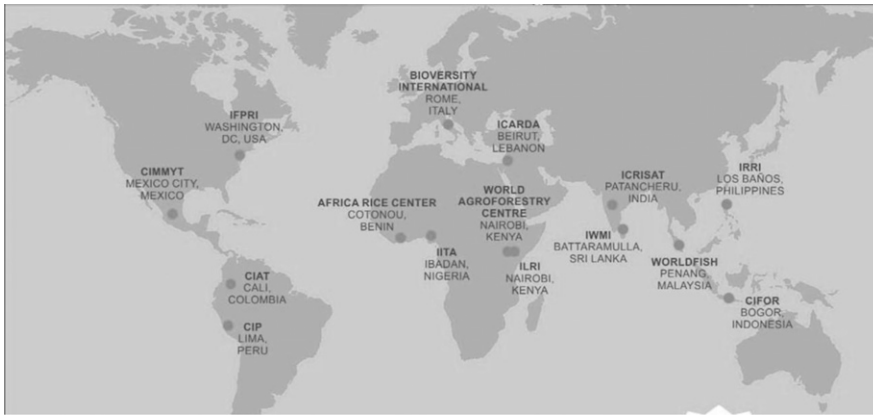 BIOVERSITY
INTERNATIONAL
ROME,
ITALY
IFPRI
WASHINGTON,
DC, USA
ICARDA
BEIRUT,
LEBANON
CIMMYT
MEXICO CITY,
MEXICO
ICRISAT
PATANCHERU,
INDIA
IRRI
LOS BAÑOS,
PHILIPPINES
AFRICA RICE CENTER
COTONOU,
BENIN
WORLD
AGROFORESTRY
CENTRE
NAIROBI,
KENYA
IWMI
BATTARAMULLA,
SRI LANKA
IITA
IBADAN,
NIGERIA
ILRI
NAIROBI,
KENYA
WORLDFISH
PENANG,
MALAYSIA
CIAT
CALI,
COLOMBIA
CIFOR
BOGOR,
INDONESIA
CIP
LIMA,
PERU